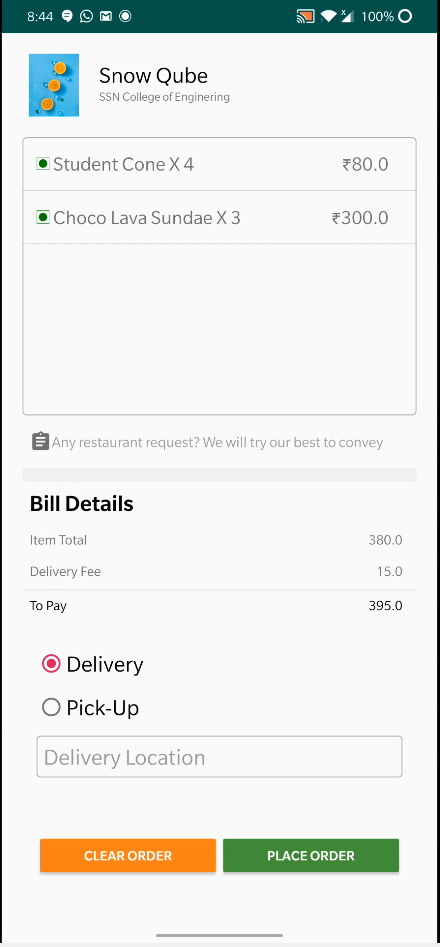 8:44
100%
Snow Qube
SSN College of Enginering
Student Cone X 4 ₹80.0
Choco Lava Sundae X 3 ₹300.0
Any restaurant request? We will try our best to convey
Bill Details
Item Total 380.0
Delivery Fee 15.0
To Pay 395.0
Delivery
Pick-Up
Delivery Location
CLEAR ORDER PLACE ORDER